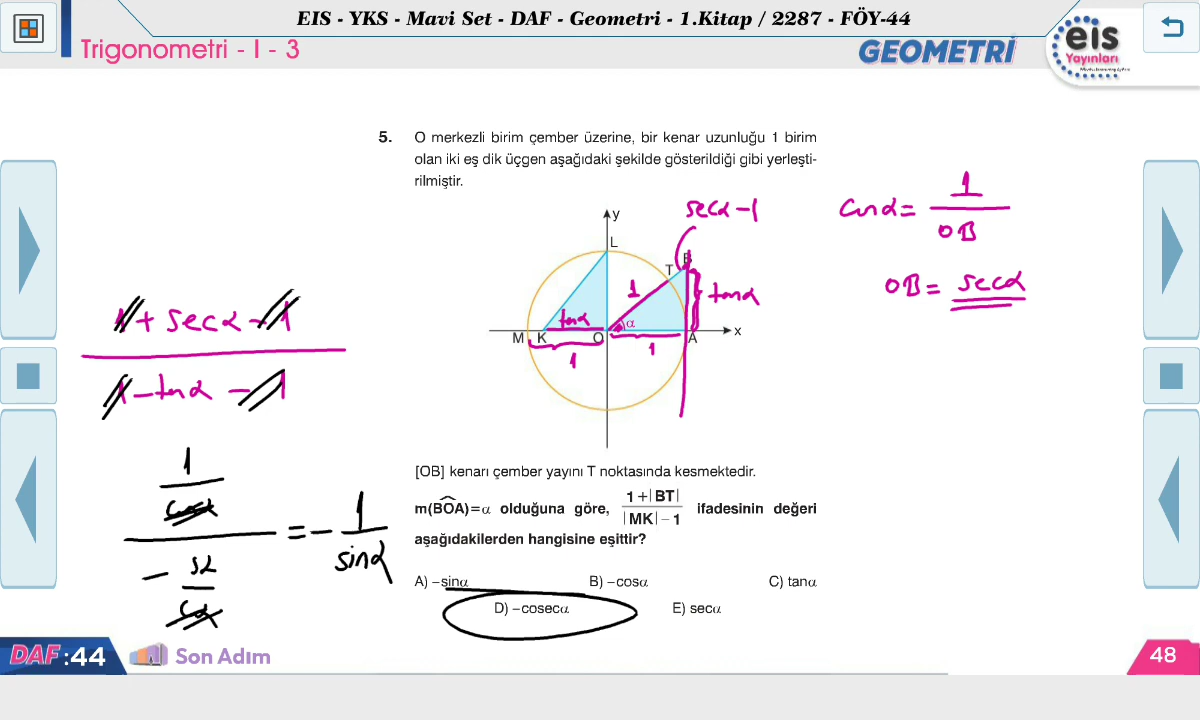 EIS - YKS - Mavi Set - DAF - Geometri - 1.Kitap / 2287 - FÖY-44
Trigonometri - I - 3
GEOMETRİ
eis
Yayınları
5. O merkezli birim çember üzerine, bir kenar uzunluğu 1 birim
olan iki eş dik üçgen aşağıdaki şekilde gösterildiği gibi yerleşti-
rilmiştir.
secα-1
cosα = 1/OB
OB = secα
y
L
T
B
1
tanα
tanα
α
M K O A x
1
1
1 + secα - 1
1 - tanα - 1
[OB] kenarı çember yayını T noktasında kesmektedir.
m(BOA)=α olduğuna göre, 1+|BT| / |MK|-1 ifadesinin değeri
aşağıdakilerden hangisine eşittir?
1/cosα
/ -sα/cα = - 1/sinα
A) -sinα B) -cosα C) tanα
D) -cosecα E) secα
DAF:44
Son Adım
48